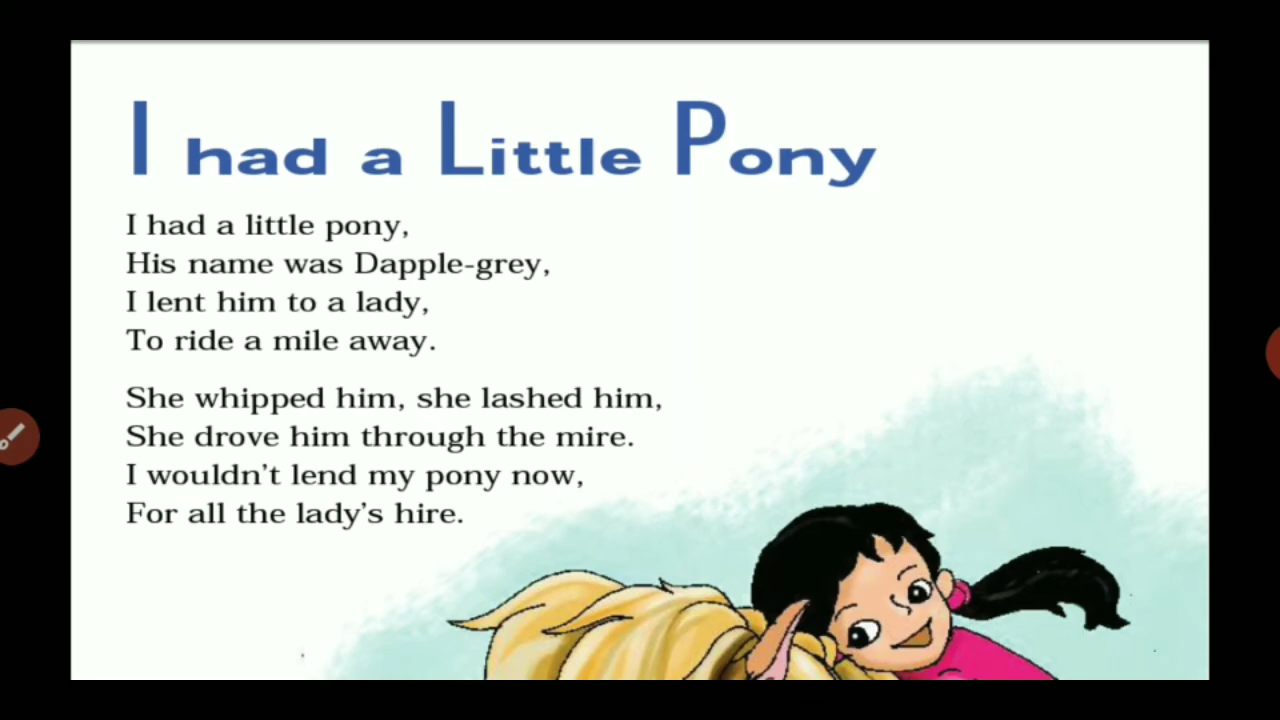 I had a Little Pony
I had a little pony,
His name was Dapple-grey,
I lent him to a lady,
To ride a mile away.
She whipped him, she lashed him,
She drove him through the mire.
I wouldn't lend my pony now,
For all the lady's hire.